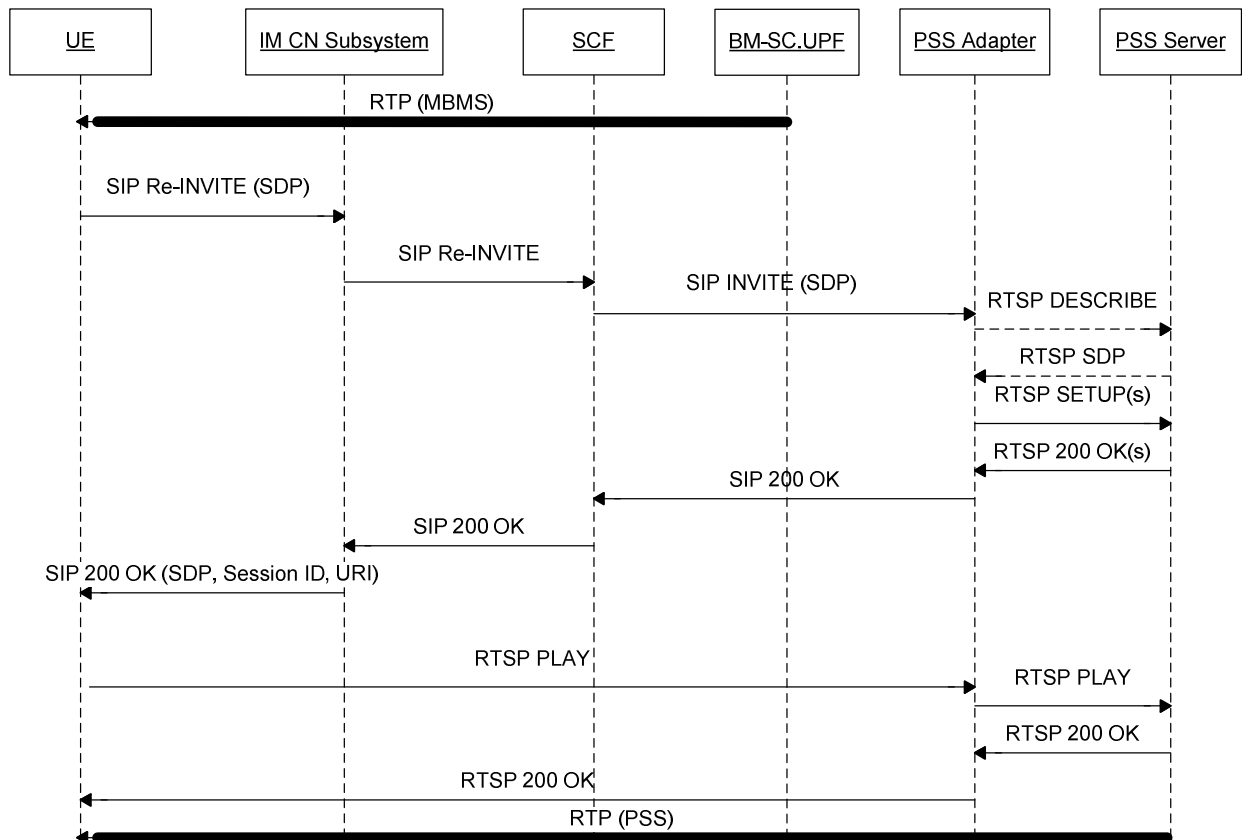 UE
IM CN Subsystem
SCF
BM-SC.UPF
PSS Adapter
PSS Server
RTP (MBMS)
SIP Re-INVITE (SDP)
SIP Re-INVITE
SIP INVITE (SDP)
RTSP DESCRIBE
RTSP SDP
RTSP SETUP(s)
RTSP 200 OK(s)
SIP 200 OK
SIP 200 OK
SIP 200 OK (SDP, Session ID, URI)
RTSP PLAY
RTSP PLAY
RTSP 200 OK
RTSP 200 OK
RTP (PSS)